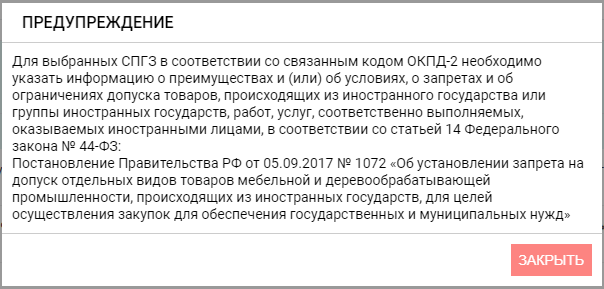 ПРЕДУПРЕЖДЕНИЕ
Для выбранных СПГЗ в соответствии со связанным кодом ОКПД-2 необходимо
указать информацию о преимуществах и (или) об условиях, о запретах и об
ограничениях допуска товаров, происходящих из иностранного государства или
группы иностранных государств, работ, услуг, соответственно выполняемых,
оказываемых иностранными лицами, в соответствии со статьей 14 Федерального
закона № 44-ФЗ:
Постановление Правительства РФ от 05.09.2017 № 1072 «Об установлении запрета на
допуск отдельных видов товаров мебельной и деревообрабатывающей
промышленности, происходящих из иностранных государств, для целей
осуществления закупок для обеспечения государственных и муниципальных нужд»
ЗАКРЫТЬ